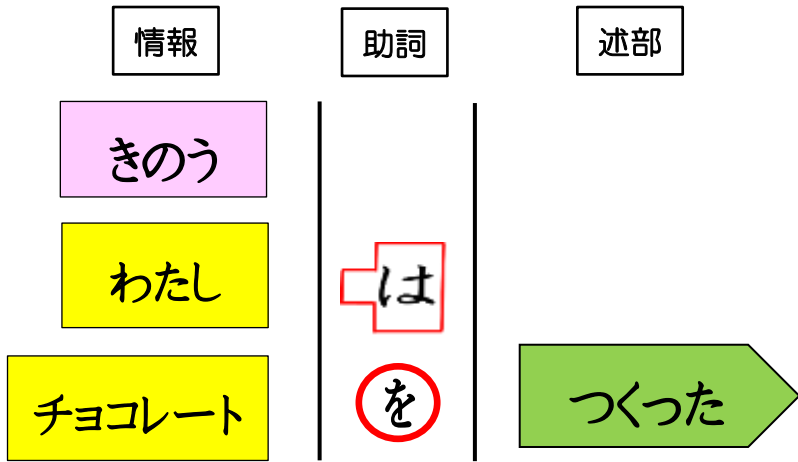 情報 助詞 述部
きのう
わたし は
チョコレート を つくった